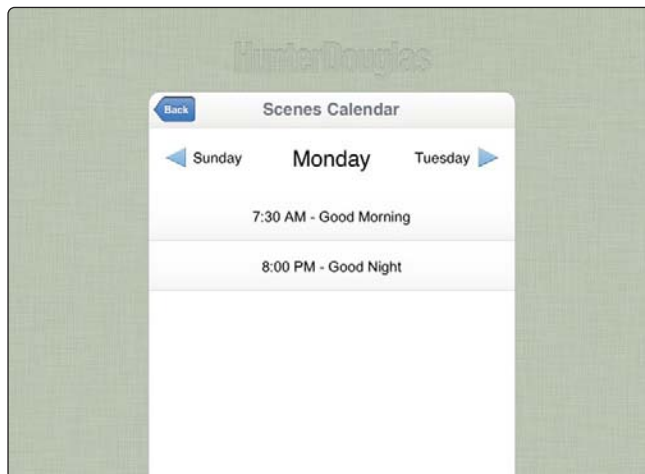 HunterDouglas
Back
Scenes Calendar
Sunday
Monday
Tuesday
7:30 AM - Good Morning
8:00 PM - Good Night